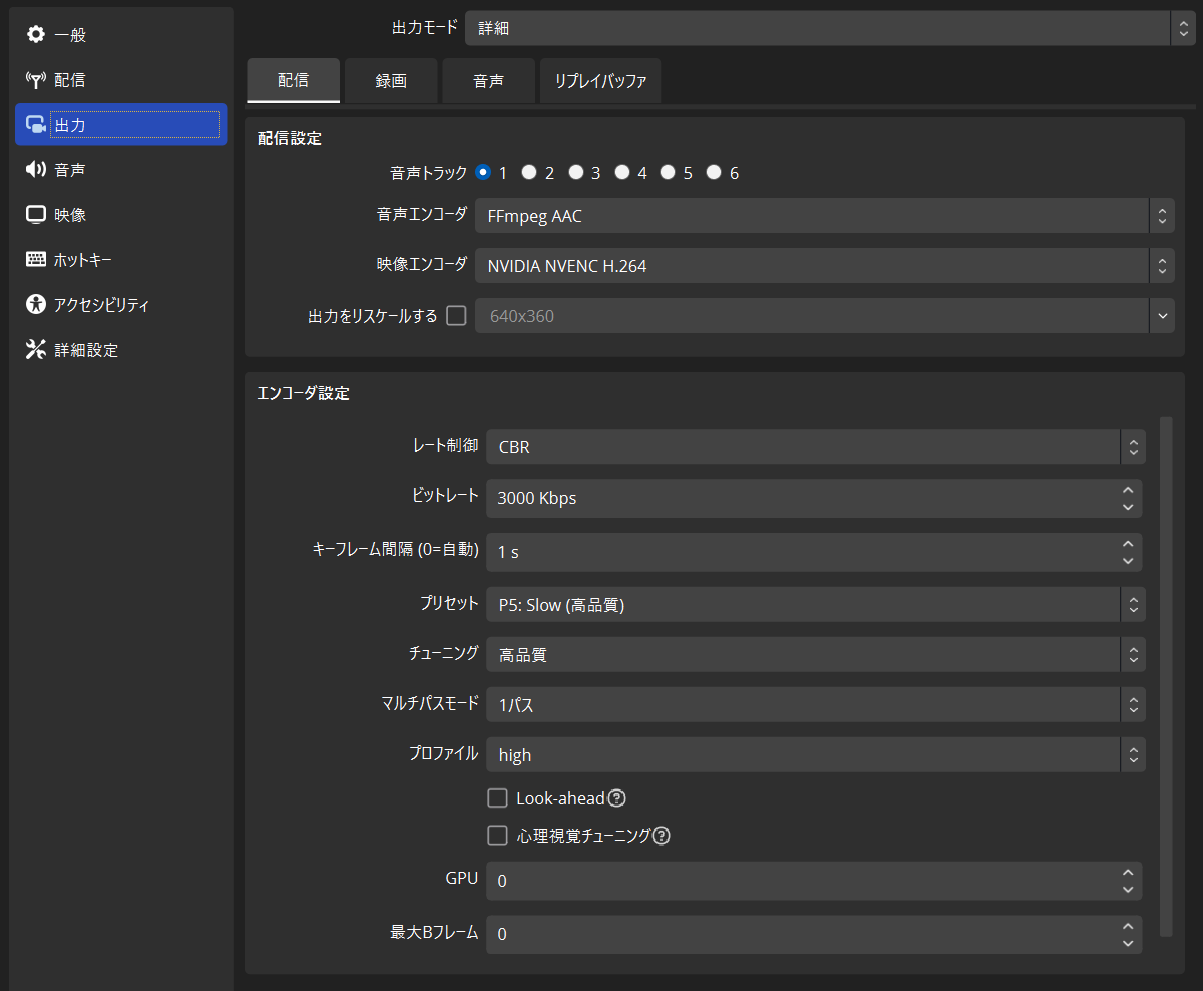 一般
配信
出力
音声
映像
ホットキー
アクセシビリティ
詳細設定
出力モード 詳細
配信 録画 音声 リプレイバッファ
配信設定
音声トラック 1 2 3 4 5 6
音声エンコーダ FFmpeg AAC
映像エンコーダ NVIDIA NVENC H.264
出力をリスケールする 640x360
エンコーダ設定
レート制御 CBR
ビットレート 3000 Kbps
キーフレーム間隔 (0=自動) 1 s
プリセット P5: Slow (高品質)
チューニング 高品質
マルチパスモード 1パス
プロファイル high
Look-ahead ?
心理視覚チューニング ?
GPU 0
最大Bフレーム 0